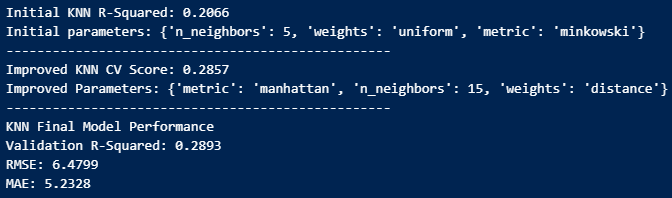 Initial KNN R-Squared: 0.2066
Initial parameters: {'n_neighbors': 5, 'weights': 'uniform', 'metric': 'minkowski'}
--------------------------------------------------
Improved KNN CV Score: 0.2857
Improved Parameters: {'metric': 'manhattan', 'n_neighbors': 15, 'weights': 'distance'}
--------------------------------------------------
KNN Final Model Performance
Validation R-Squared: 0.2893
RMSE: 6.4799
MAE: 5.2328